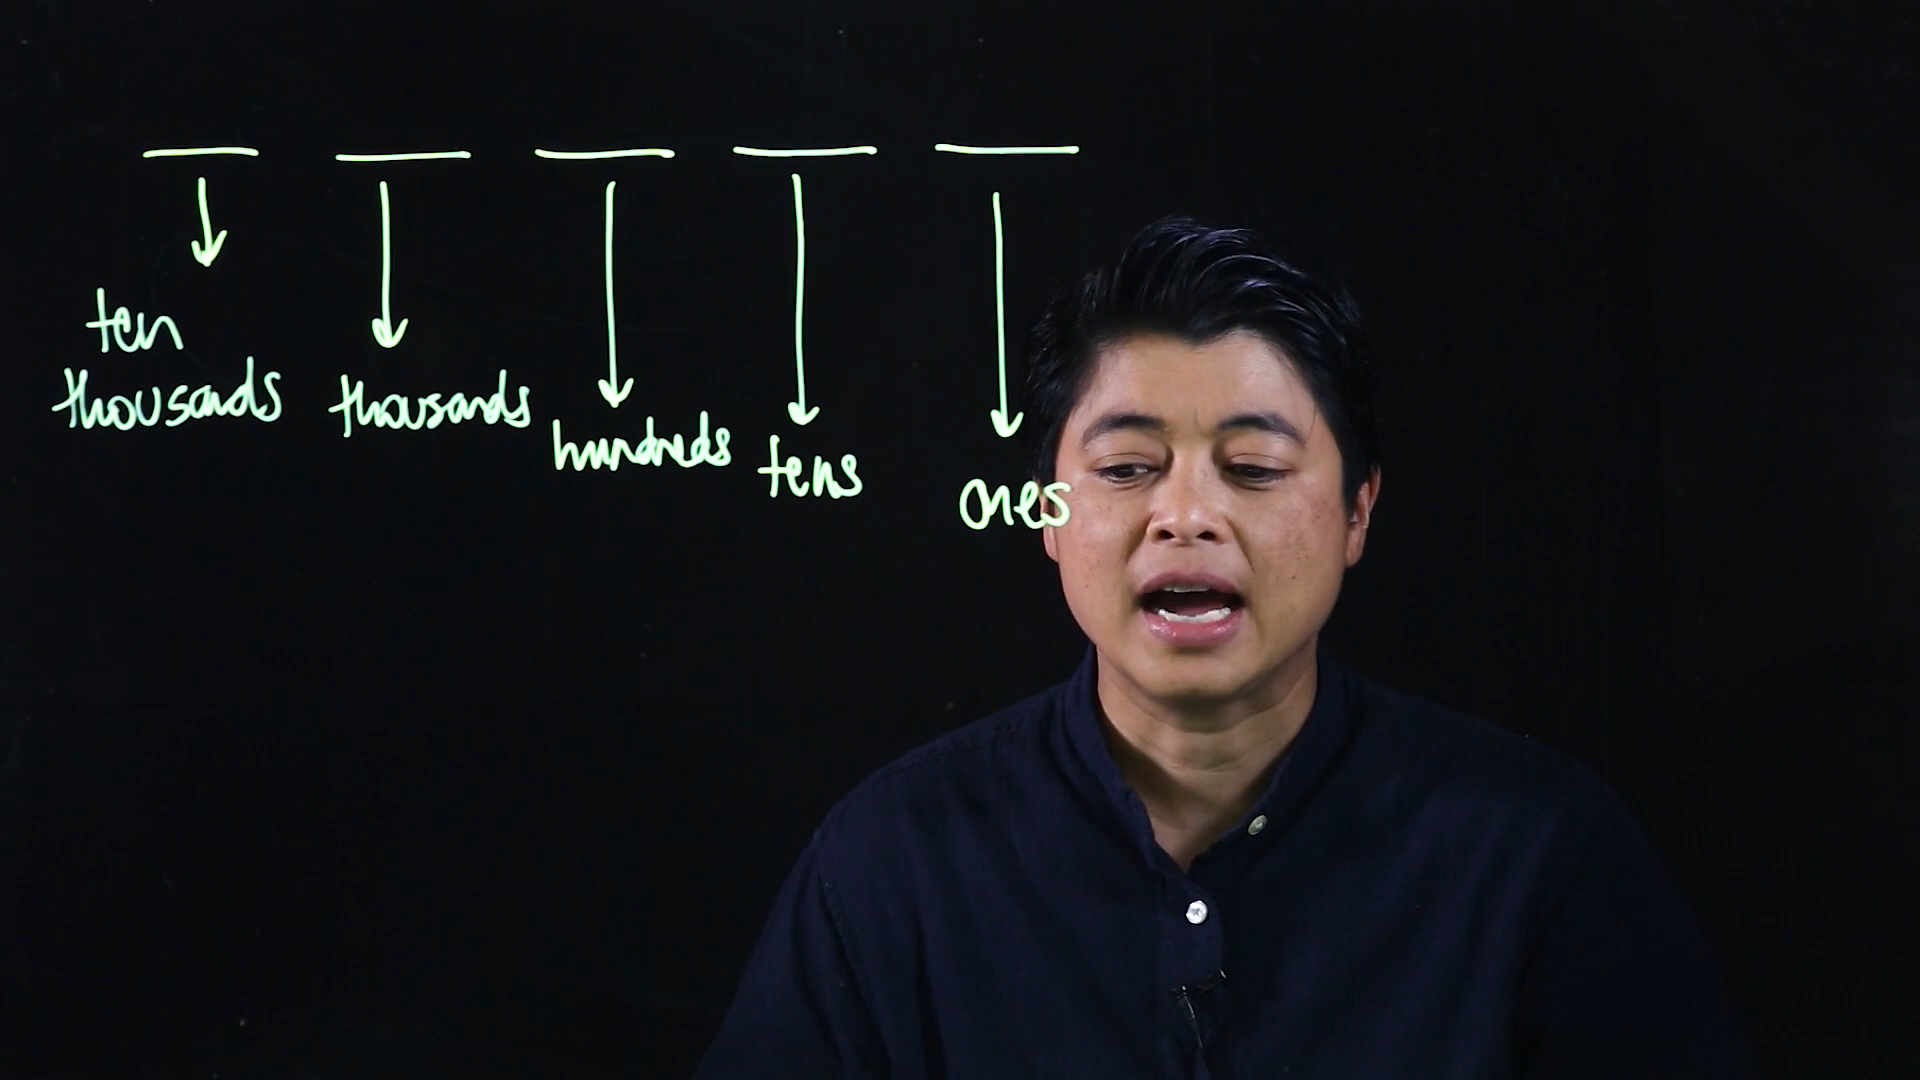 ten
thousands
thousands
hundreds
tens
ones